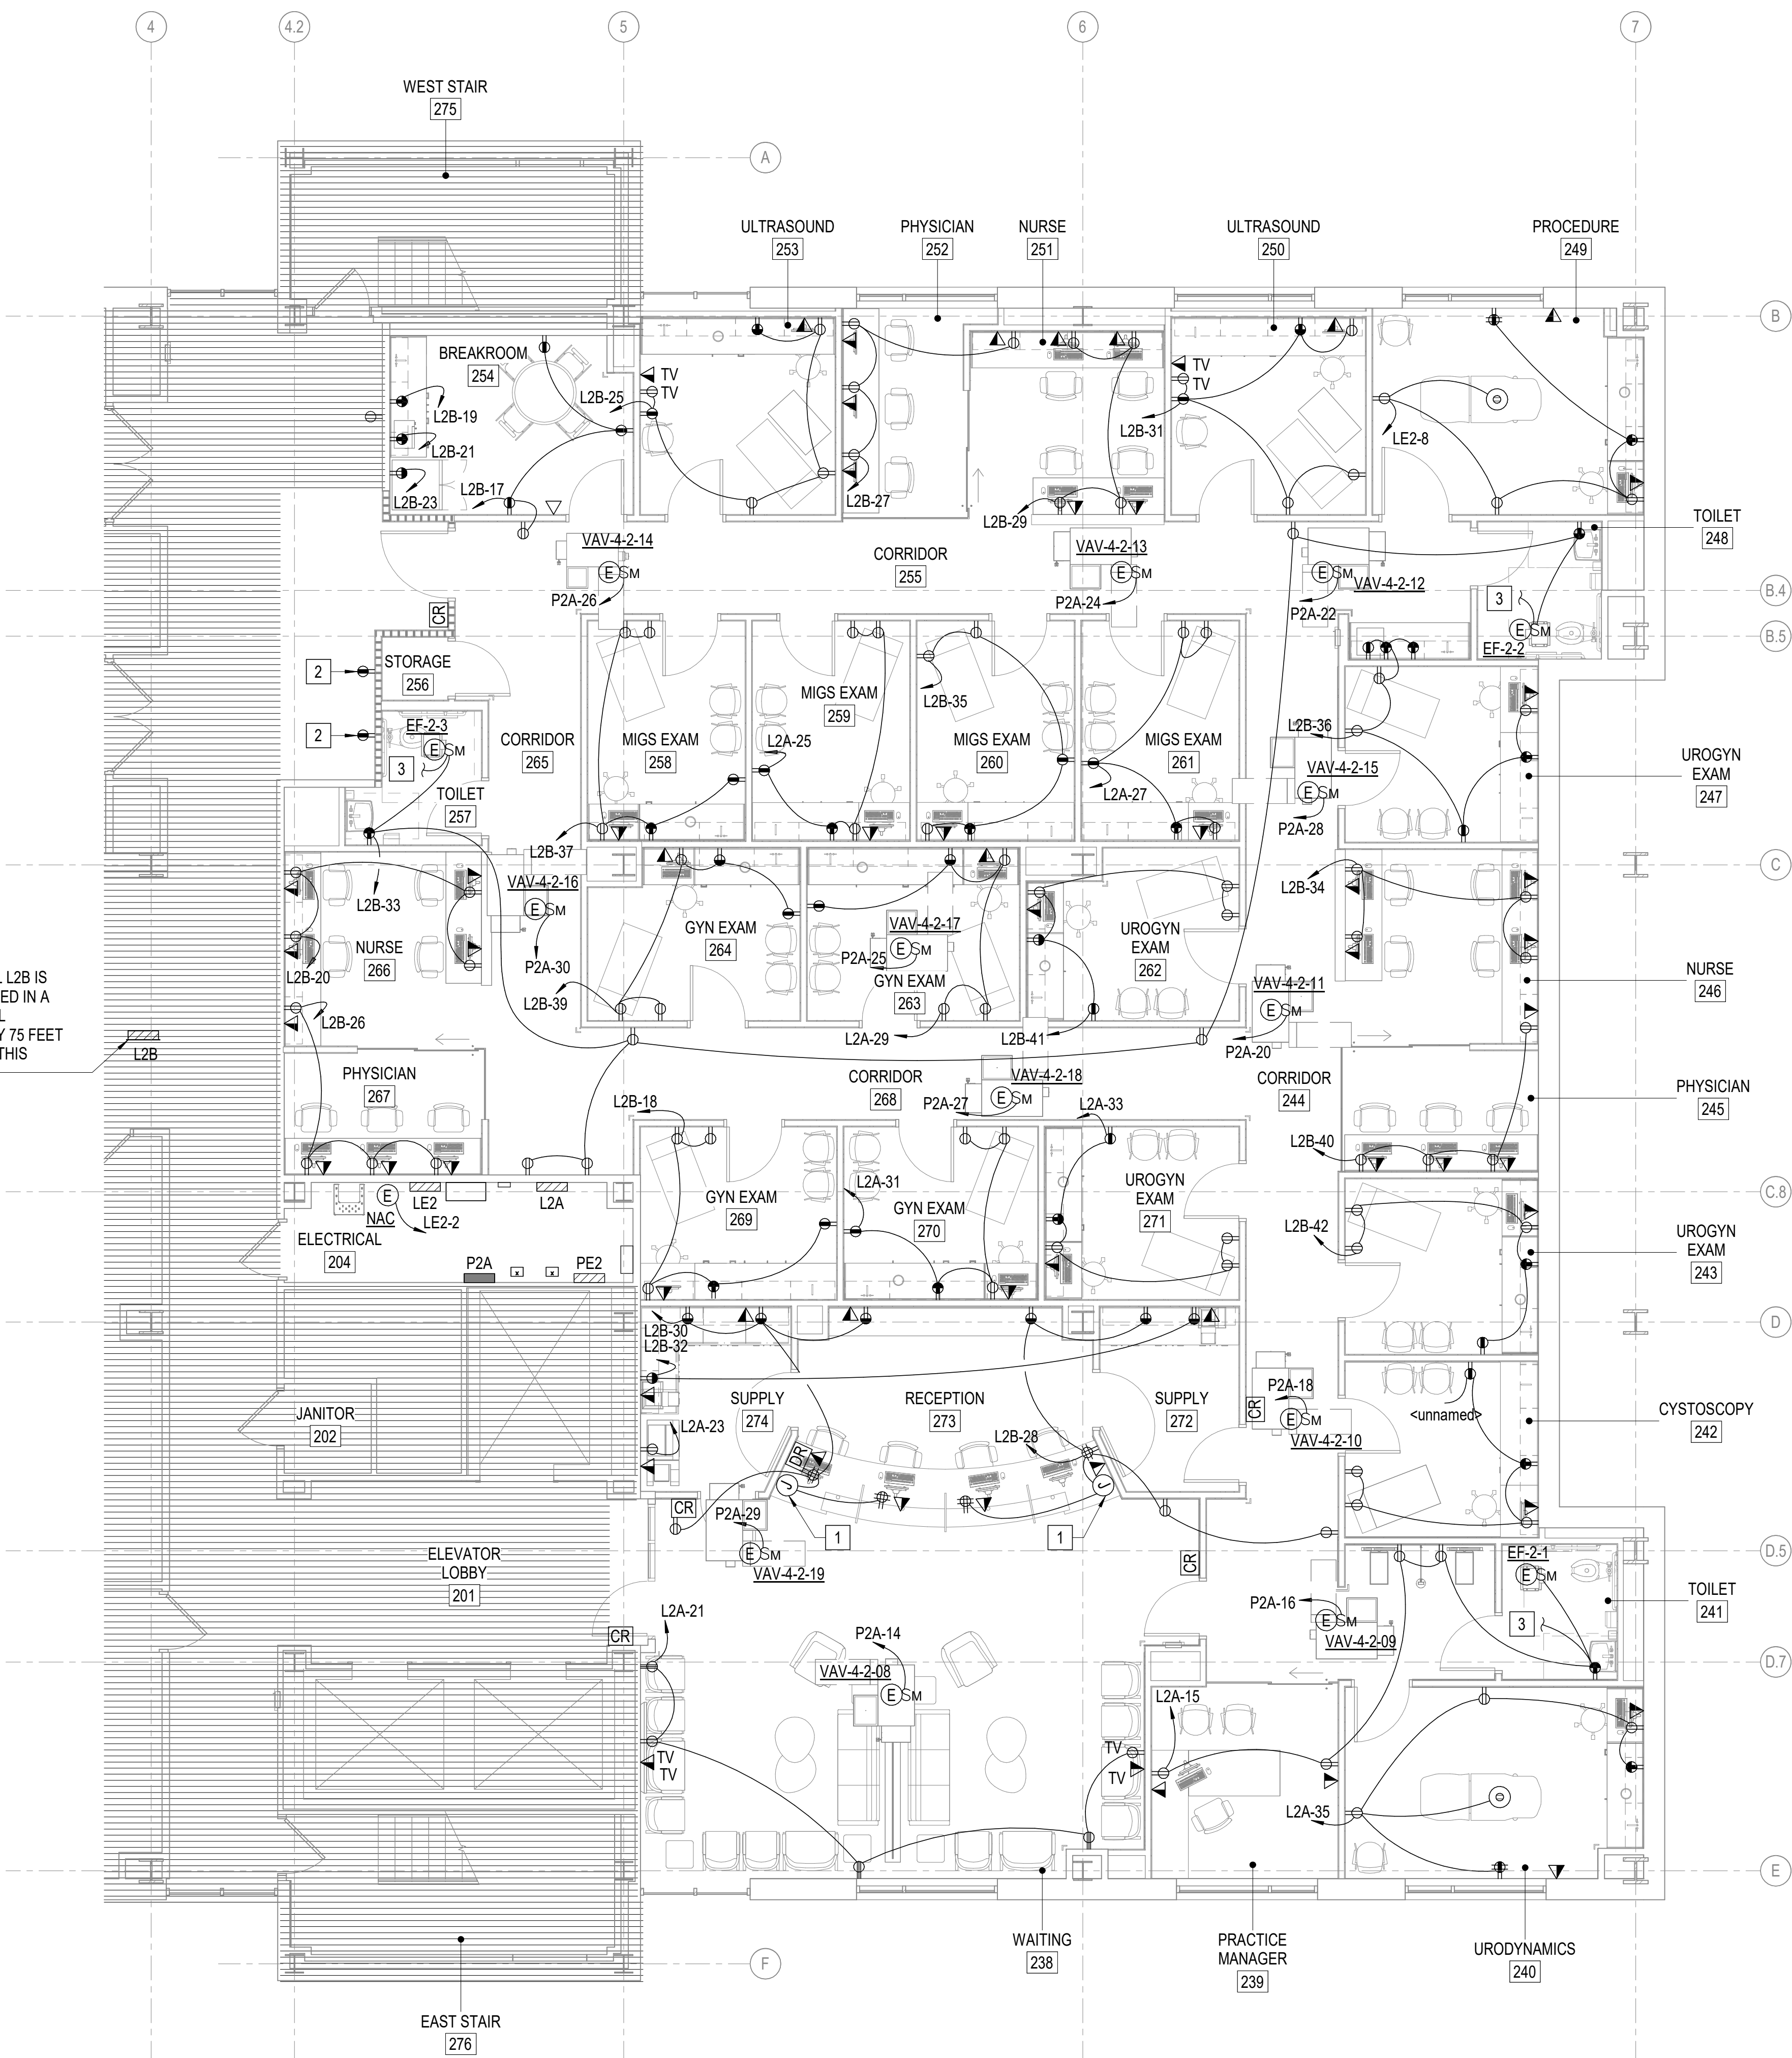 4
4.2
5
6
7
WEST STAIR
275
A
ULTRASOUND
253
PHYSICIAN
252
NURSE
251
ULTRASOUND
250
PROCEDURE
249
B
BREAKROOM
254
TV
TV
L2B-25
L2B-19
L2B-21
L2B-17
L2B-23
L2B-27
TV
TV
L2B-31
LE2-8
L2B-29
TOILET
248
VAV-4-2-14
SM
E
P2A-26
CORRIDOR
255
VAV-4-2-13
E
SM
P2A-24
E
SM
VAV-4-2-12
P2A-22
3
B.4
E
SM
EF-2-2
B.5
CR
2
STORAGE
256
2
EF-2-3
E
SM
3
CORRIDOR
265
TOILET
257
MIGS EXAM
258
MIGS EXAM
259
L2A-25
L2B-35
MIGS EXAM
260
MIGS EXAM
261
L2A-27
L2B-36
VAV-4-2-15
E
SM
P2A-28
UROGYN
EXAM
247
L2B-37
VAV-4-2-16
E
SM
P2A-30
C
L2B-34
L2B-33
NURSE
266
L2B-20
L2B-26
GYN EXAM
264
L2B-39
VAV-4-2-17
E
SM
P2A-25
GYN EXAM
263
L2A-29
UROGYN
EXAM
262
L2B-41
VAV-4-2-11
E
SM
P2A-20
NURSE
246
L L2B IS
ED IN A
L
Y 75 FEET
THIS
L2B
PHYSICIAN
267
L2B-18
CORRIDOR
268
VAV-4-2-18
E
SM
P2A-27
L2A-33
CORRIDOR
244
PHYSICIAN
245
L2B-40
C.8
E
NAC
LE2
LE2-2
L2A
ELECTRICAL
204
P2A
PE2
GYN EXAM
269
L2A-31
GYN EXAM
270
UROGYN
EXAM
271
L2B-42
UROGYN
EXAM
243
D
L2B-30
L2B-32
JANITOR
202
SUPPLY
274
RECEPTION
273
SUPPLY
272
L2A-23
L2B-28
DR
J
J
1
1
P2A-18
CR
E
SM
VAV-4-2-10
<unnamed>
CYSTOSCOPY
242
CR
P2A-29
E
SM
VAV-4-2-19
CR
ELEVATOR
LOBBY
201
D.5
EF-2-1
E
SM
3
TOILET
241
P2A-16
E
SM
VAV-4-2-09
CR
L2A-21
P2A-14
VAV-4-2-08
E
SM
D.7
L2A-15
TV
TV
TV
TV
L2A-35
E
WAITING
238
PRACTICE
MANAGER
239
URODYNAMICS
240
F
EAST STAIR
276